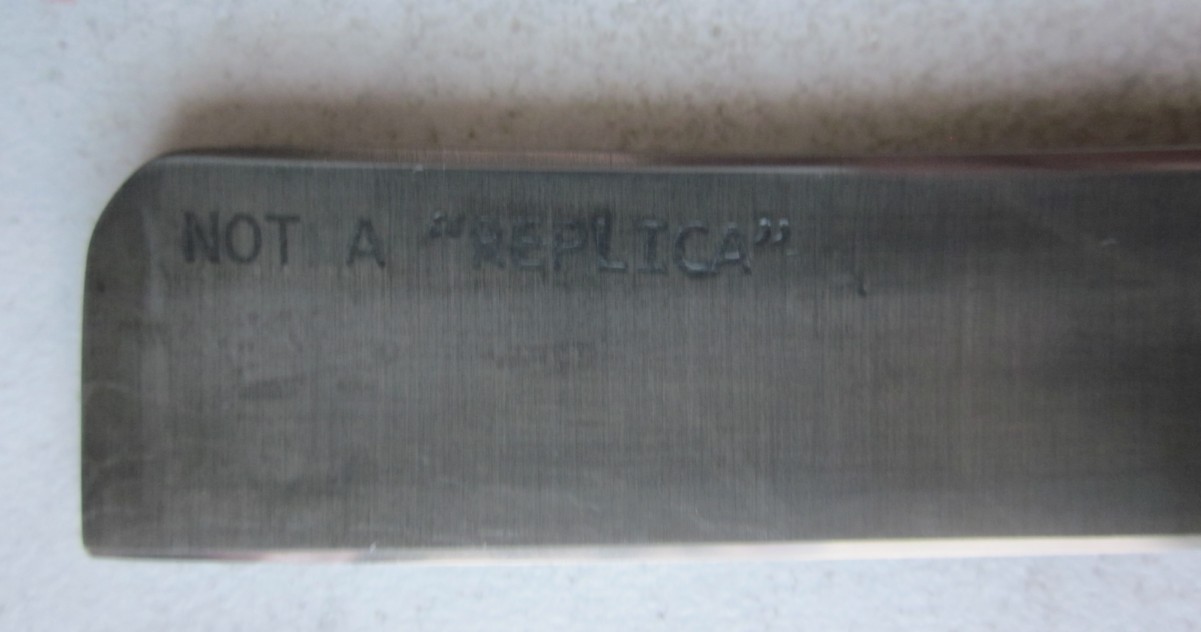 NOT A “REPLICA”